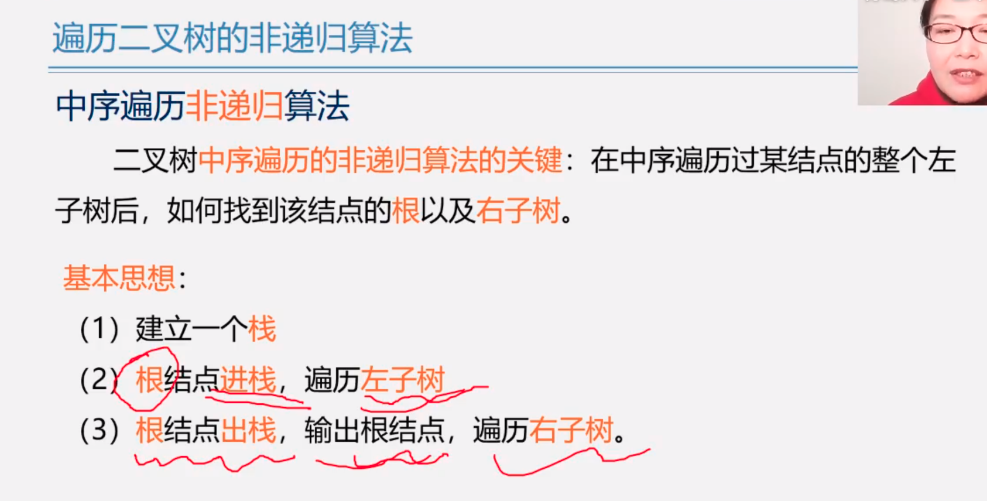 遍历二叉树的非递归算法
中序遍历非递归算法
二叉树中序遍历的非递归算法的关键：在中序遍历过某结点的整个左
子树后，如何找到该结点的根以及右子树。
基本思想：
（1）建立一个栈
（2）根结点进栈，遍历左子树
（3）根结点出栈，输出根结点，遍历右子树。